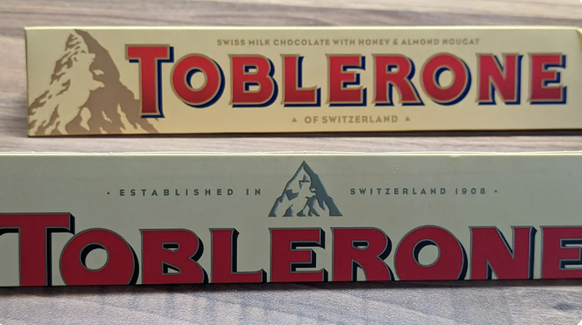 SWISS MILK CHOCOLATE WITH HONEY & ALMOND NOUGAT
TOBLERONE
OF SWITZERLAND
· ESTABLISHED IN SWITZERLAND 1908 ·
TOBLERONE